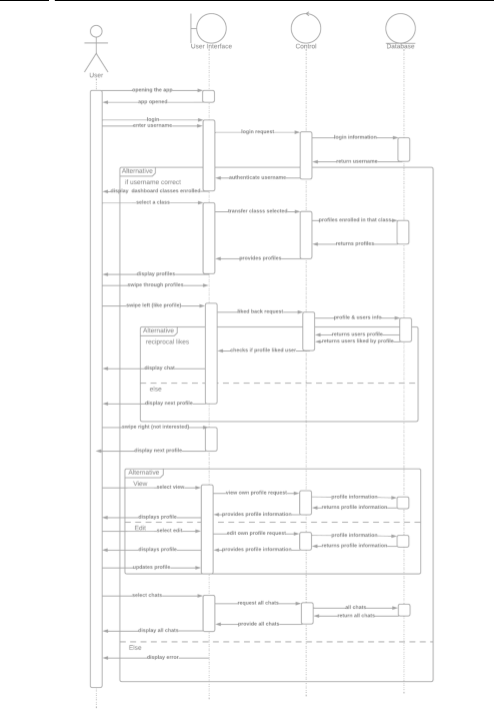 User Interface
Control
Database
User
opening the app
app opened
login
enter username
login request
login information
return username
authenticate username
Alternative
if username correct
display dashboard classes enrolled
select a class
transfer class selected
profiles enrolled in that class
returns profiles
provides profiles
display profiles
swipe through profiles
swipe left (like profile)
liked back request
profile & users info
Alternative
returns users profile
reciprocal likes
returns users liked by profile
checks if profile liked user
display chat
else
display next profile
swipe right (not interested)
display next profile
Alternative
View
select view
view own profile request
profile information
returns profile information
provides profile information
displays profile
Edit
select edit
edit own profile request
profile information
returns profile information
provides profile information
displays profile
updates profile
select chats
request all chats
all chats
return all chats
provide all chats
display all chats
Else
display error